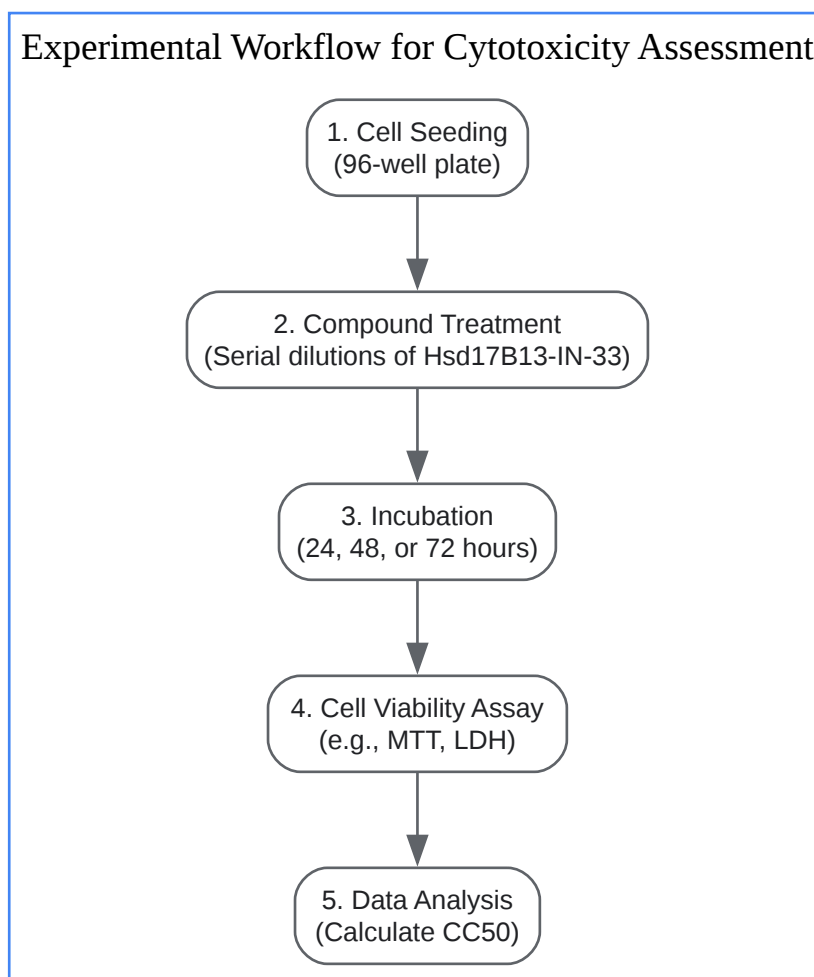 Experimental Workflow for Cytotoxicity Assessment
1. Cell Seeding
(96-well plate)
2. Compound Treatment
(Serial dilutions of Hsd17B13-IN-33)
3. Incubation
(24, 48, or 72 hours)
4. Cell Viability Assay
(e.g., MTT, LDH)
5. Data Analysis
(Calculate CC50)